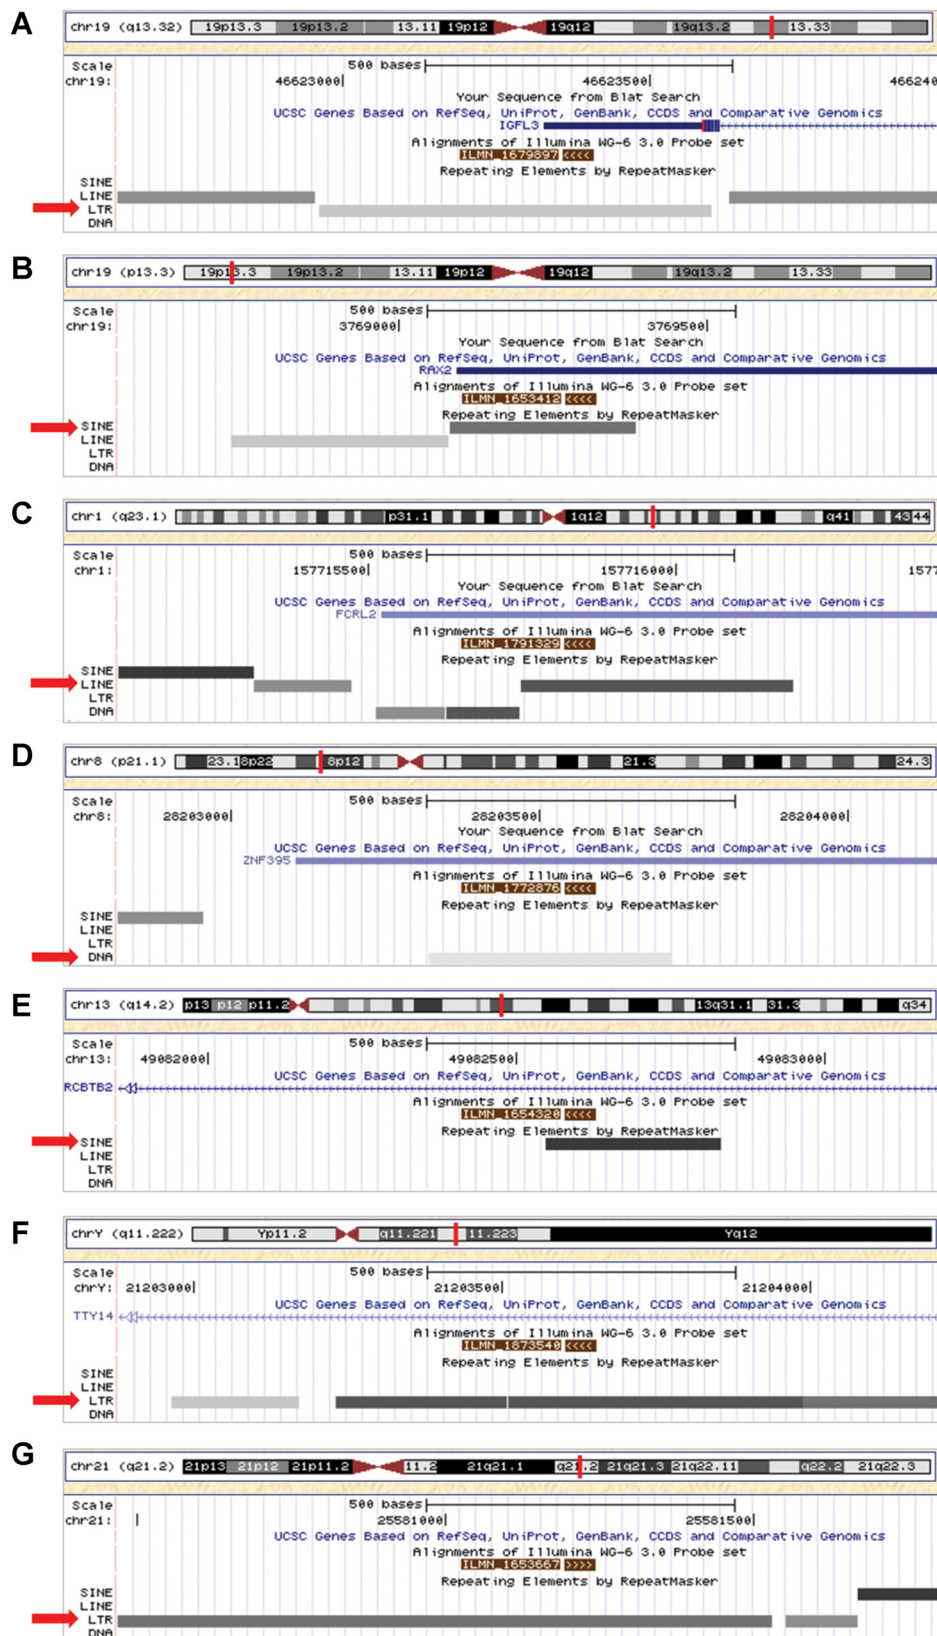 A
chr19 (q13.32) 19p13.3 19p13.2 13.11 19p12 19q12 19q13.2 13.33
Scale 500 bases
chr19: 46623000 46623500 466240
Your Sequence from Blat Search
UCSC Genes Based on RefSeq, UniProt, GenBank, CCDS and Comparative Genomics
IGFL3
Alignments of Illumina WG-6 3.0 Probe set
ILMN_1679897 <<<<
Repeating Elements by RepeatMasker
SINE
LINE
LTR
DNA
B
chr19 (p13.3) 19p13.3 19p13.2 13.11 19p12 19q12 19q13.2 13.33
Scale 500 bases
chr19: 3769000 3769500
Your Sequence from Blat Search
UCSC Genes Based on RefSeq, UniProt, GenBank, CCDS and Comparative Genomics
RAX2
Alignments of Illumina WG-6 3.0 Probe set
ILMN_1653412 <<<<
Repeating Elements by RepeatMasker
SINE
LINE
LTR
DNA
C
chr1 (q23.1) p31.1 1q12 q41 43 44
Scale 500 bases
chr1: 157715500 157716000 1577
Your Sequence from Blat Search
UCSC Genes Based on RefSeq, UniProt, GenBank, CCDS and Comparative Genomics
FCRL2
Alignments of Illumina WG-6 3.0 Probe set
ILMN_1791329 <<<<
Repeating Elements by RepeatMasker
SINE
LINE
LTR
DNA
D
chr8 (p21.1) 23.1 8p22 8p12 21.3 24.3
Scale 500 bases
chr8: 28203000 28203500 28204000
Your Sequence from Blat Search
UCSC Genes Based on RefSeq, UniProt, GenBank, CCDS and Comparative Genomics
ZNF395
Alignments of Illumina WG-6 3.0 Probe set
ILMN_1772876 <<<<
Repeating Elements by RepeatMasker
SINE
LINE
LTR
DNA
E
chr13 (q14.2) p13 p12 p11.2 13q31.1 31.3 q34
Scale 500 bases
chr13: 49082000 49082500 49083000
UCSC Genes Based on RefSeq, UniProt, GenBank, CCDS and Comparative Genomics
RCBTB2
Alignments of Illumina WG-6 3.0 Probe set
ILMN_1654320 <<<<
Repeating Elements by RepeatMasker
SINE
LINE
LTR
DNA
F
chrY (q11.222) Yp11.2 q11.221 11.223 Yq12
Scale 500 bases
chrY: 21203000 21203500 21204000
UCSC Genes Based on RefSeq, UniProt, GenBank, CCDS and Comparative Genomics
TTY14
Alignments of Illumina WG-6 3.0 Probe set
ILMN_1873540 <<<<
Repeating Elements by RepeatMasker
SINE
LINE
LTR
DNA
G
chr21 (q21.2) 21p13 21p12 21p11.2 11.2 21q21.1 q21.2 21q21.3 21q22.11 q22.2 21q22.3
Scale 500 bases
chr21: 25581000 25581500
UCSC Genes Based on RefSeq, UniProt, GenBank, CCDS and Comparative Genomics
Alignments of Illumina WG-6 3.0 Probe set
ILMN_1653667 >>>>
Repeating Elements by RepeatMasker
SINE
LINE
LTR
DNA